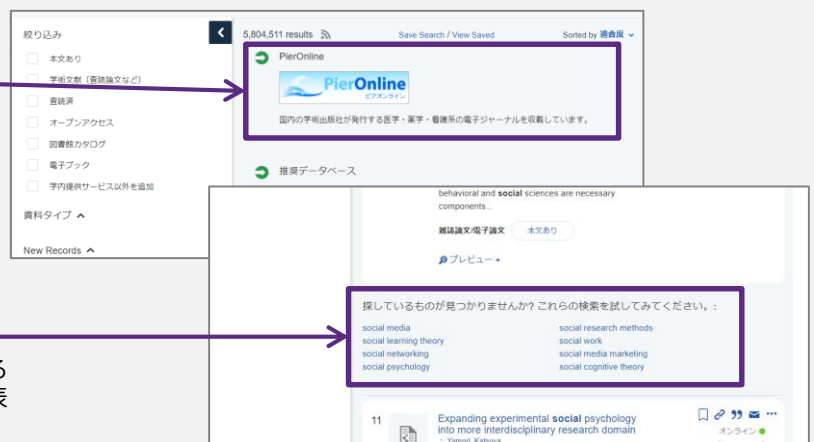 絞り込み
本文あり
学術文献（査読論文など）
査読済
オープンアクセス
図書館カタログ
電子ブック
学内提供サービス以外を追加
資料タイプ
New Records
5,804,511 results
Save Search / View Saved
Sorted by 適合度
PierOnline
PierOnline
ピアオンライン
国内の学術出版社が発行する医学・薬学・看護系の電子ジャーナルを収載しています。
推奨データベース
behavioral and social sciences are necessary
components...
雑誌論文/電子論文 本文あり
プレビュー
探しているものが見つかりませんか? これらの検索を試してみてください。:
social media
social learning theory
social networking
social psychology
social research methods
social work
social media marketing
social cognitive theory
11
Expanding experimental social psychology
into more interdisciplinary research domain
: Yamori, Katsuya
オンライン
る
長